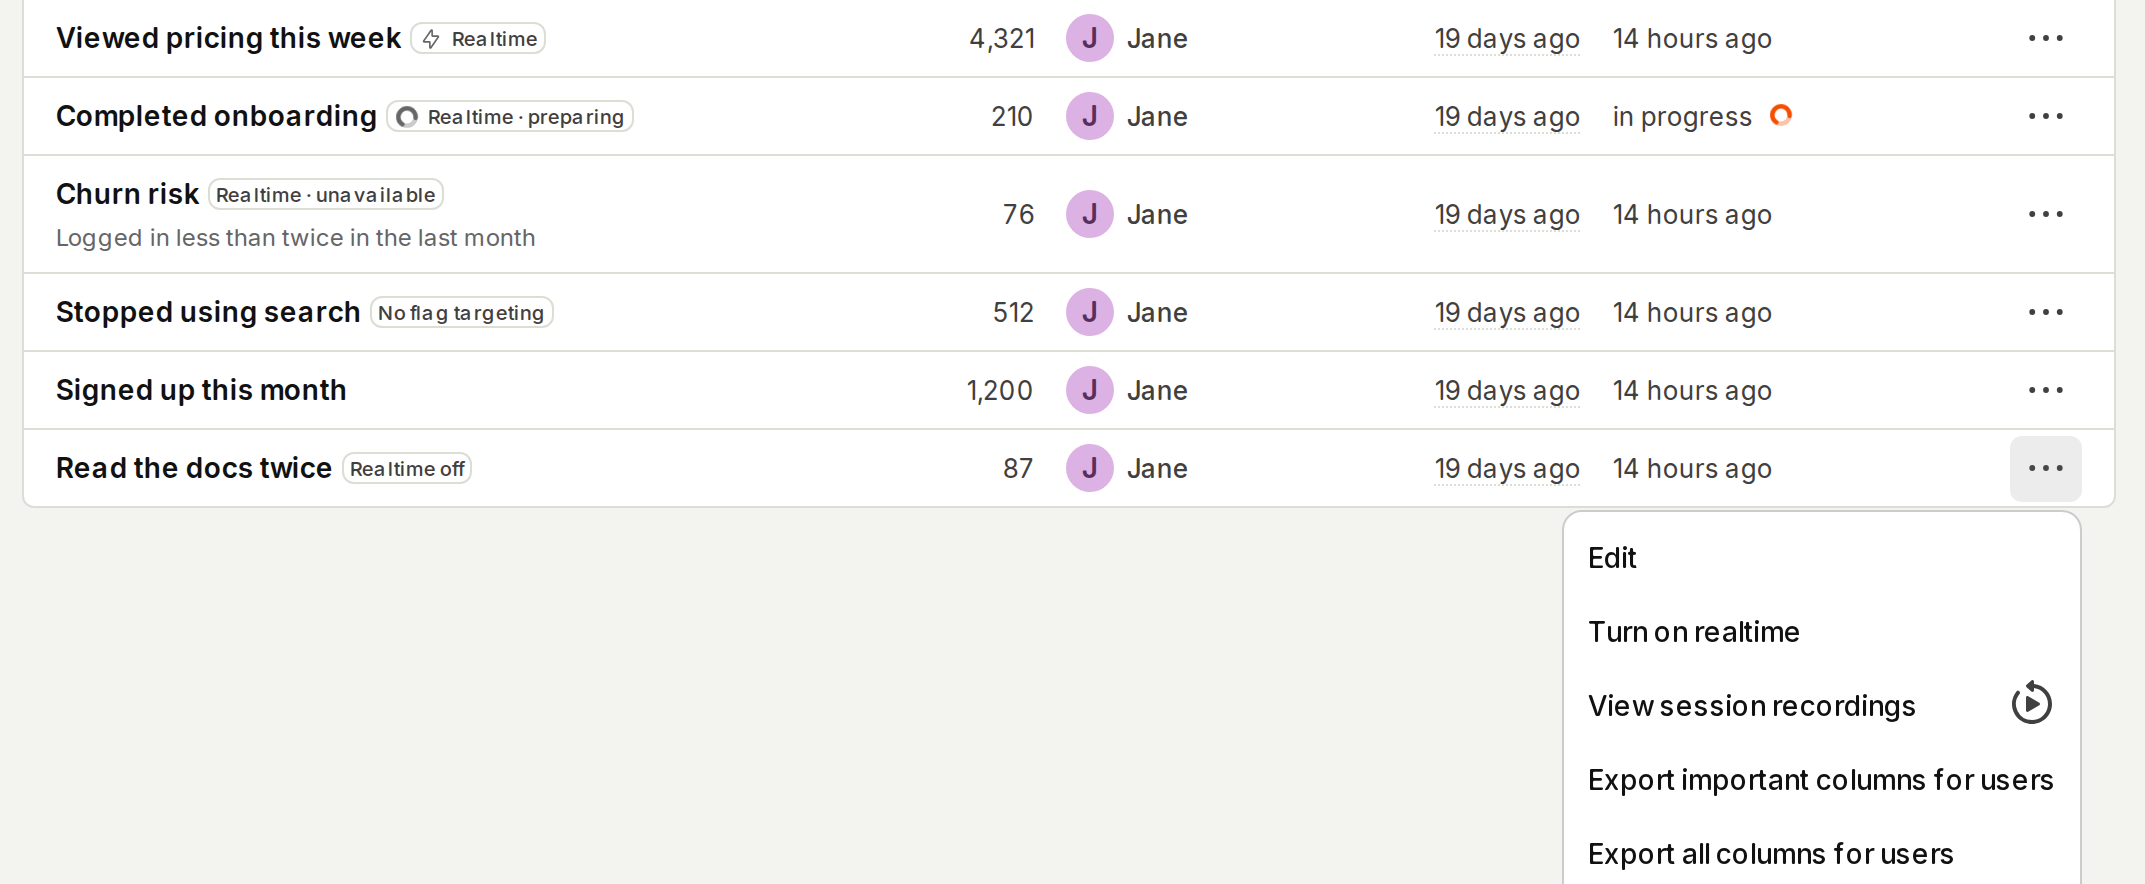 Viewed pricing this week Realtime 4,321 J Jane 19 days ago 14 hours ago
Completed onboarding Realtime · preparing 210 J Jane 19 days ago in progress
Churn risk Realtime · unavailable 76 J Jane 19 days ago 14 hours ago
Logged in less than twice in the last month
Stopped using search No flag targeting 512 J Jane 19 days ago 14 hours ago
Signed up this month 1,200 J Jane 19 days ago 14 hours ago
Read the docs twice Realtime off 87 J Jane 19 days ago 14 hours ago
Edit
Turn on realtime
View session recordings
Export important columns for users
Export all columns for users